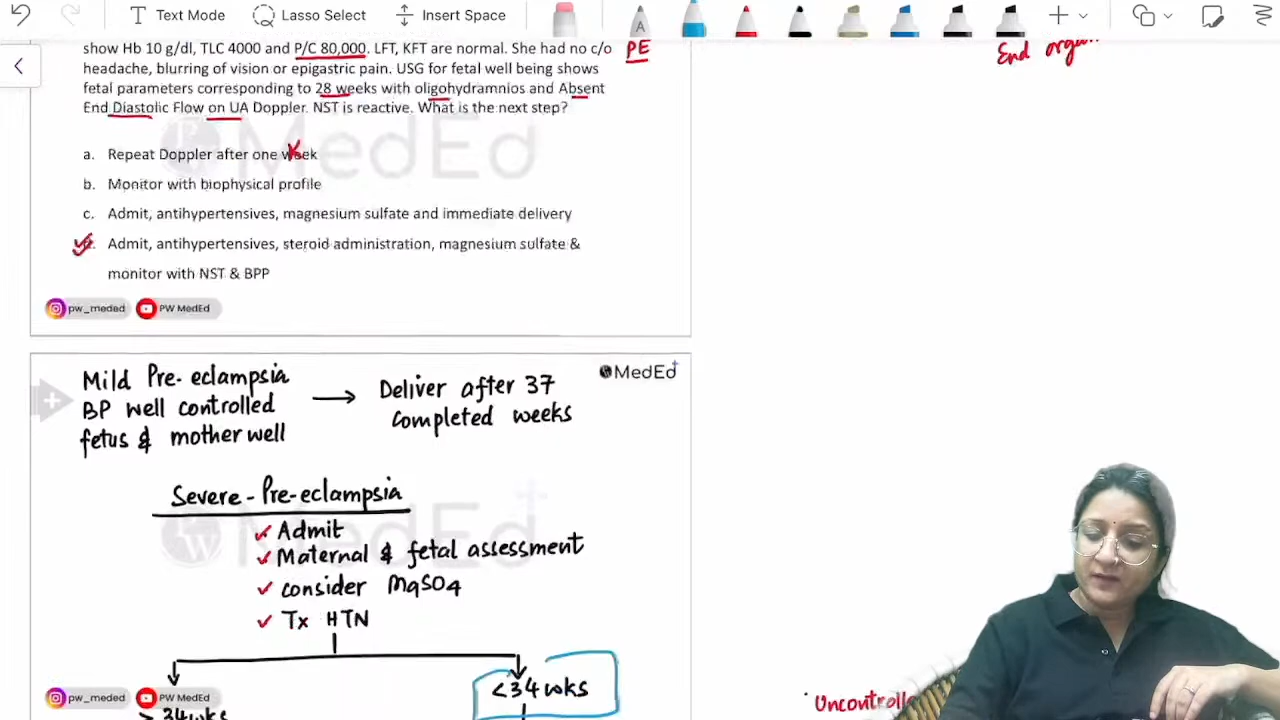 Text Mode
Lasso Select
Insert Space
show Hb 10 g/dl, TLC 4000 and P/C 80,000. LFT, KFT are normal. She had no c/o
PE
End organ
headache, blurring of vision or epigastric pain. USG for fetal well being shows
fetal parameters corresponding to 28 weeks with oligohydramnios and Absent
End Diastolic Flow on UA Doppler. NST is reactive. What is the next step?
a. Repeat Doppler after one week
b. Monitor with biophysical profile
c. Admit, antihypertensives, magnesium sulfate and immediate delivery
Admit, antihypertensives, steroid administration, magnesium sulfate &
monitor with NST & BPP
pw_meded PW MedEd
MedEd
MedEd
Mild Pre-eclampsia
BP well controlled
fetus & mother well
→ Deliver after 37
completed weeks
Severe-Pre-eclampsia
✓ Admit
✓ Maternal & fetal assessment
✓ consider MgSO4
✓ Tx HTN
MedEd
<34 wks
pw_meded PW MedEd
34wks